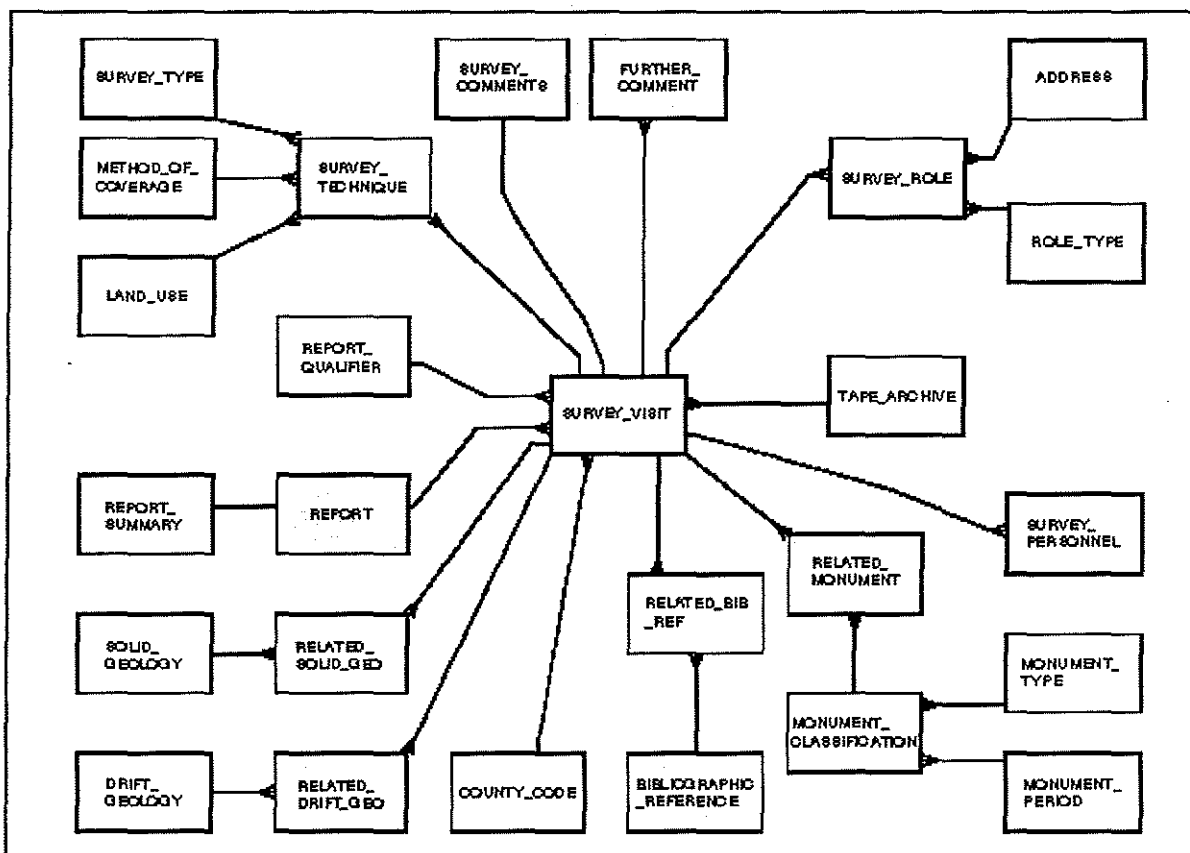 SURVEY_TYPE
SURVEY_
COMMENTS
FURTHER_
COMMENT
ADDRESS
METHOD_OF_
COVERAGE
SURVEY_
TECHNIQUE
SURVEY_ROLE
ROLE_TYPE
LAND_USE
REPORT_
QUALIFIER
SURVEY_VISIT
TAPE_ARCHIVE
REPORT_
SUMMARY
REPORT
SURVEY_
PERSONNEL
RELATED_
MONUMENT
RELATED_BIB
_REF
SOLID_
GEOLOGY
RELATED_
SOLID_GEO
MONUMENT_
TYPE
MONUMENT_
CLASSIFICATION
DRIFT_
GEOLOGY
RELATED_
DRIFT_GEO
COUNTY_CODE
BIBLIOGRAPHIC
_REFERENCE
MONUMENT_
PERIOD